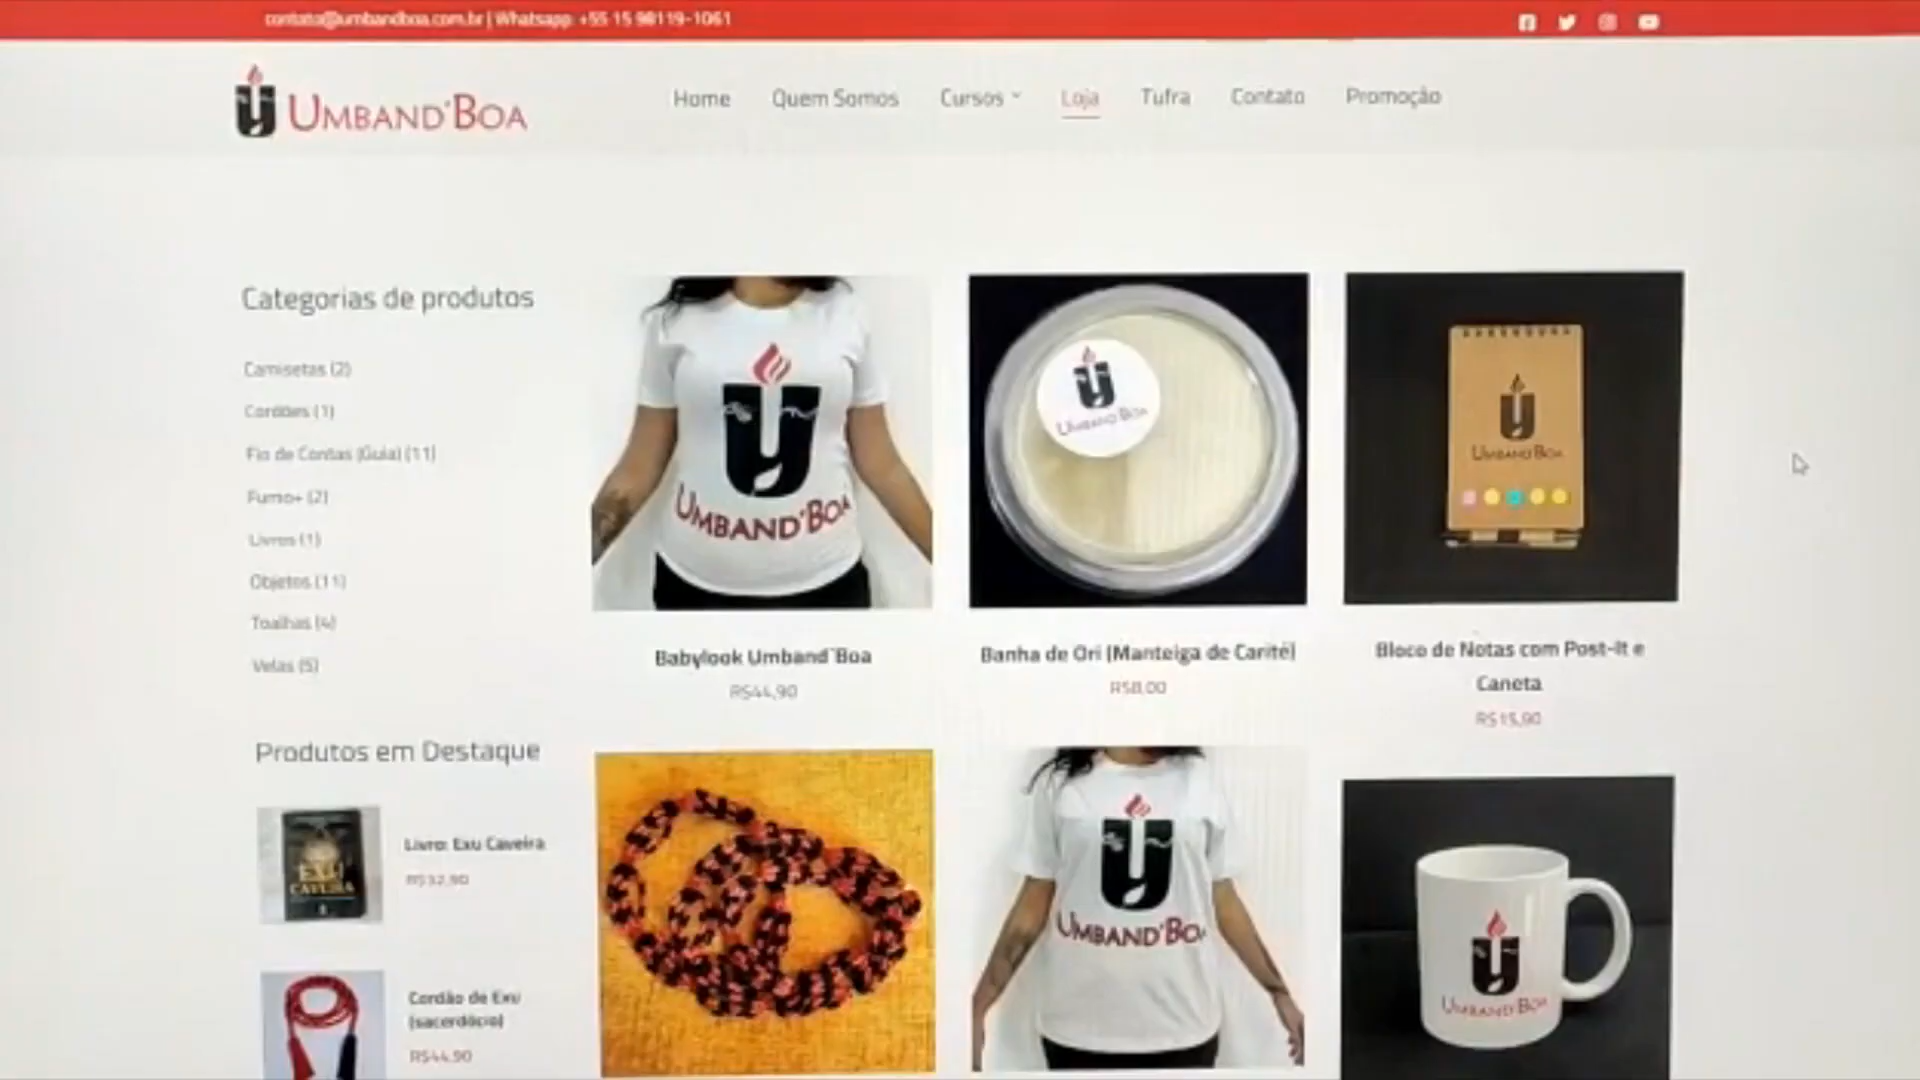 contato@umbandboa.com.br | Whatsapp: +55 15 98119-1061
UMBAND'BOA
Home
Quem Somos
Cursos
Loja
Tufra
Contato
Promoção
Categorias de produtos
Camisetas (2)
Cordões (1)
Fio de Contas (Guia) (11)
Fumo+ (2)
Livros (1)
Objetos (11)
Toalhas (4)
Velas (5)
Produtos em Destaque
Livro: Exu Caveira
R$32,90
EXU
CAVEIRA
Cordão de Exu
(sacerdócio)
R$44,90
UMBAND'BOA
Babylook Umband'Boa
R$44,90
UMBAND'BOA
Banha de Ori (Manteiga de Carité)
R$8,00
UMBAND'BOA
Bloco de Notas com Post-It e
Caneta
R$15,90
UMBAND'BOA
UMBAND'BOA